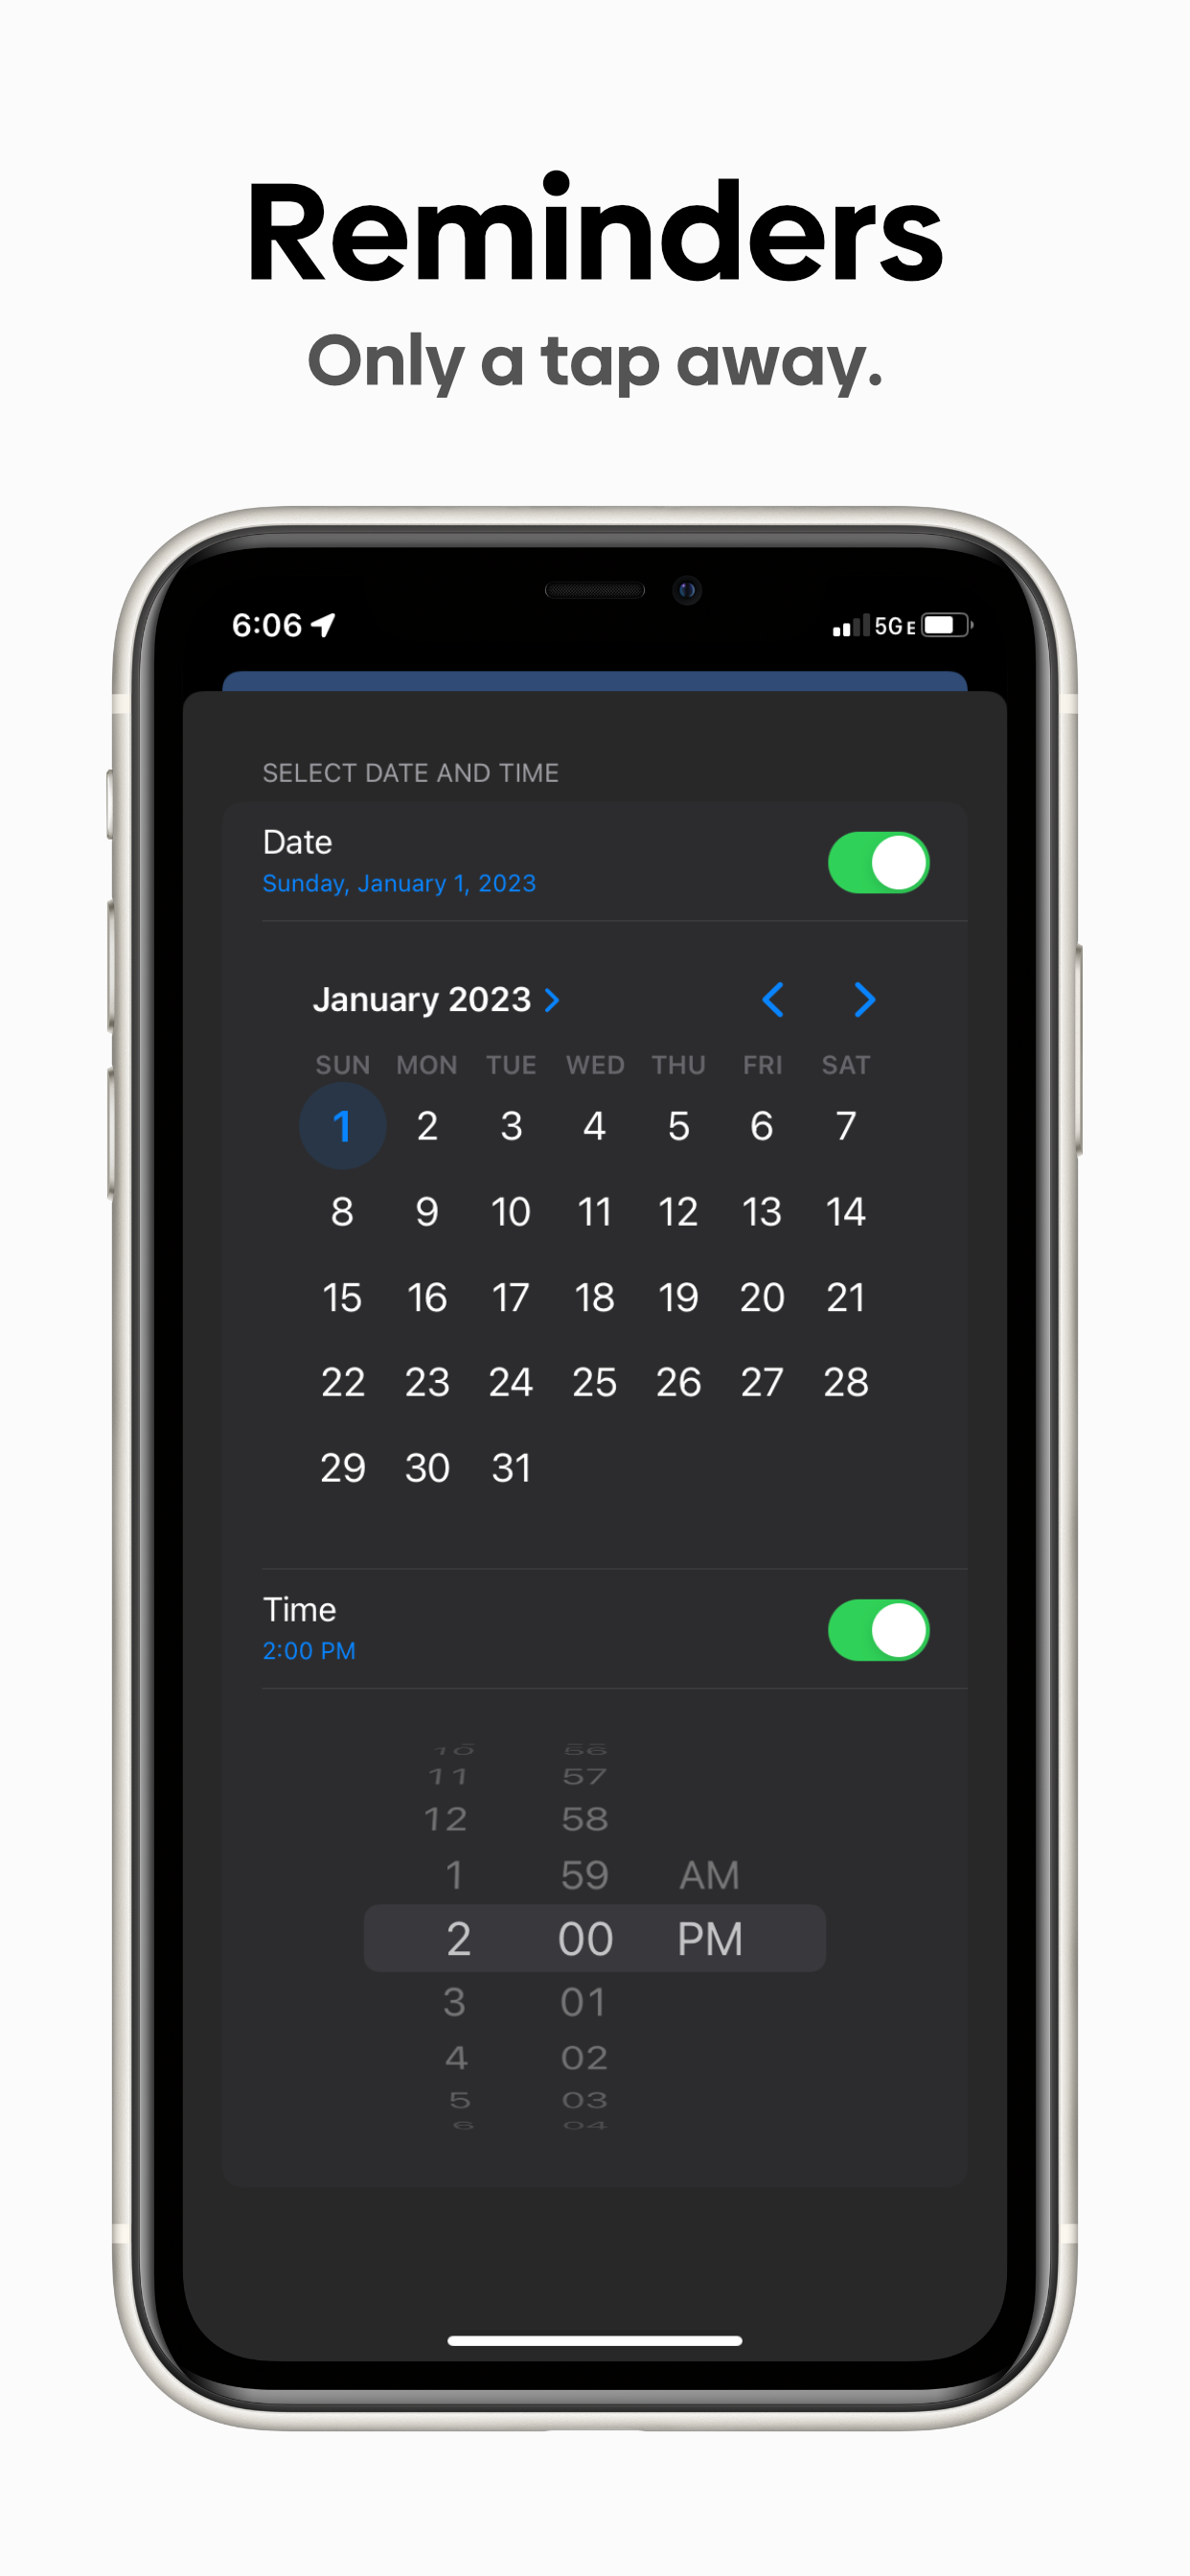 Reminders
Only a tap away.
6:06 5G E
SELECT DATE AND TIME
Date
Sunday, January 1, 2023
January 2023
SUN MON TUE WED THU FRI SAT
1 2 3 4 5 6 7
8 9 10 11 12 13 14
15 16 17 18 19 20 21
22 23 24 25 26 27 28
29 30 31
Time
2:00 PM
10 56
11 57
12 58
1 59 AM
2 00 PM
3 01
4 02
5 03
6 04